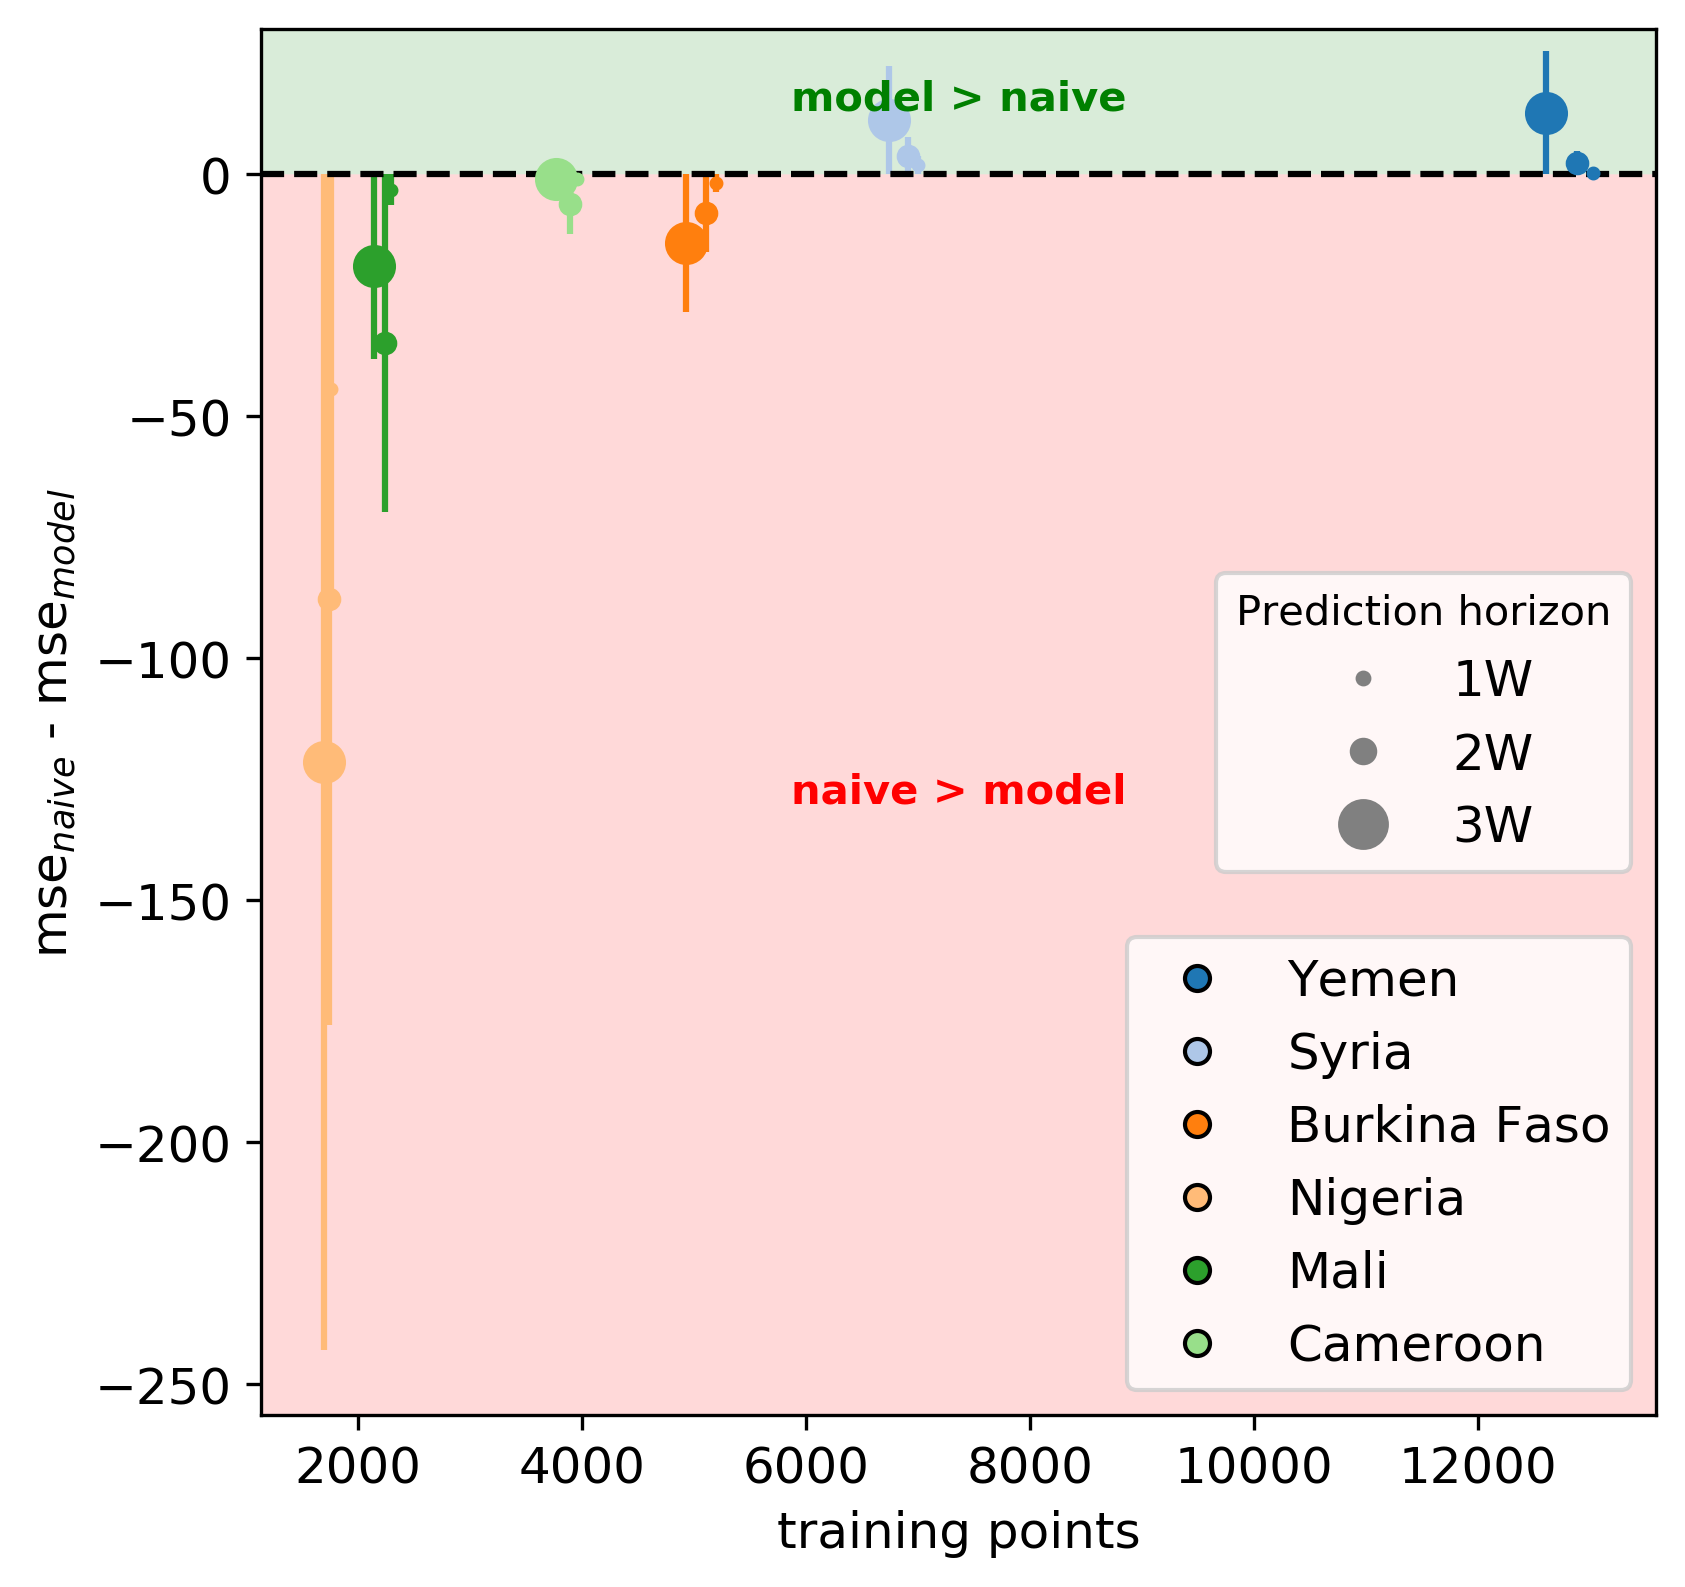 model > naive
0
−50
−100
−150
−200
−250
mse_naive - mse_model
naive > model
Prediction horizon
1W
2W
3W
Yemen
Syria
Burkina Faso
Nigeria
Mali
Cameroon
2000 4000 6000 8000 10000 12000
training points